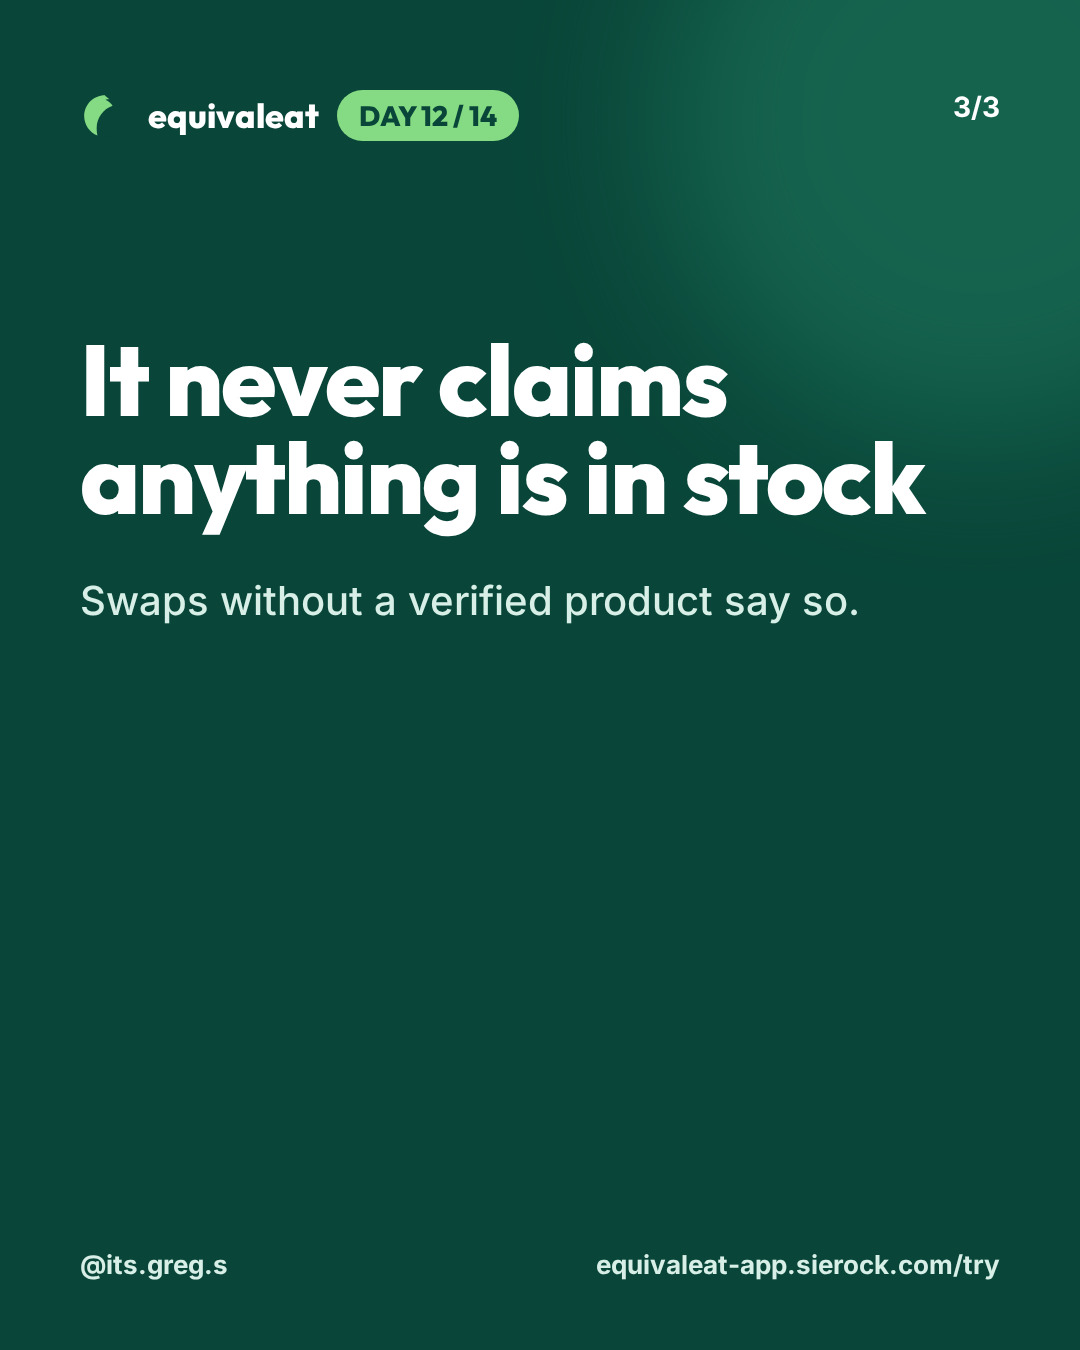 equivaleat
DAY 12 / 14
3/3
It never claims
anything is in stock
Swaps without a verified product say so.
@its.greg.s
equivaleat-app.sierock.com/try